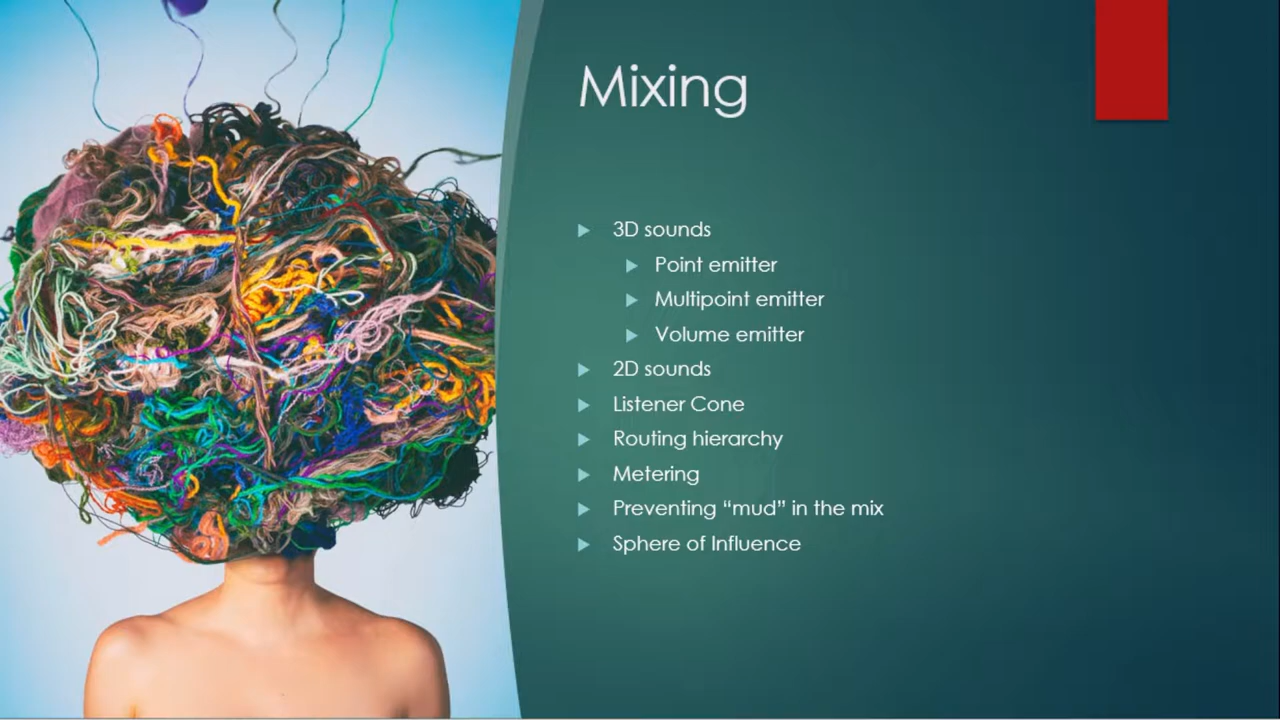 Mixing
3D sounds
Point emitter
Multipoint emitter
Volume emitter
2D sounds
Listener Cone
Routing hierarchy
Metering
Preventing “mud” in the mix
Sphere of Influence